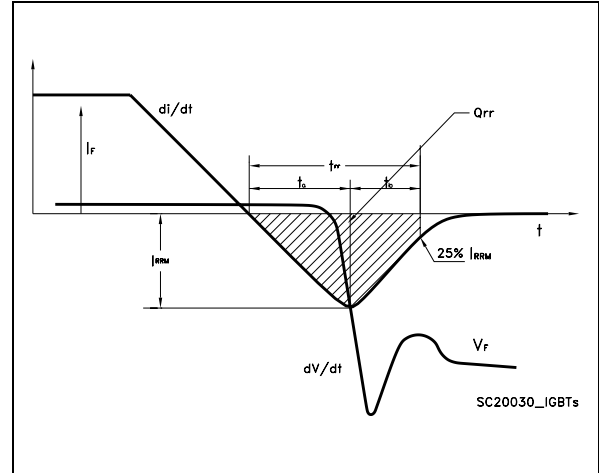 di/dt
Qrr
IF
trr
ta
tb
t
IRRM
25% IRRM
dV/dt
VF
SC20030_IGBTs